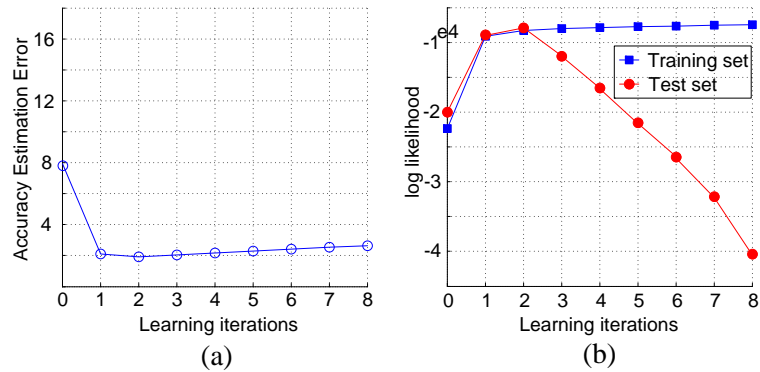 16
12
8
4
Accuracy Estimation Error
0 1 2 3 4 5 6 7 8
Learning iterations
(a)
e4
-1
-2
-3
-4
log likelihood
Training set
Test set
0 1 2 3 4 5 6 7 8
Learning iterations
(b)